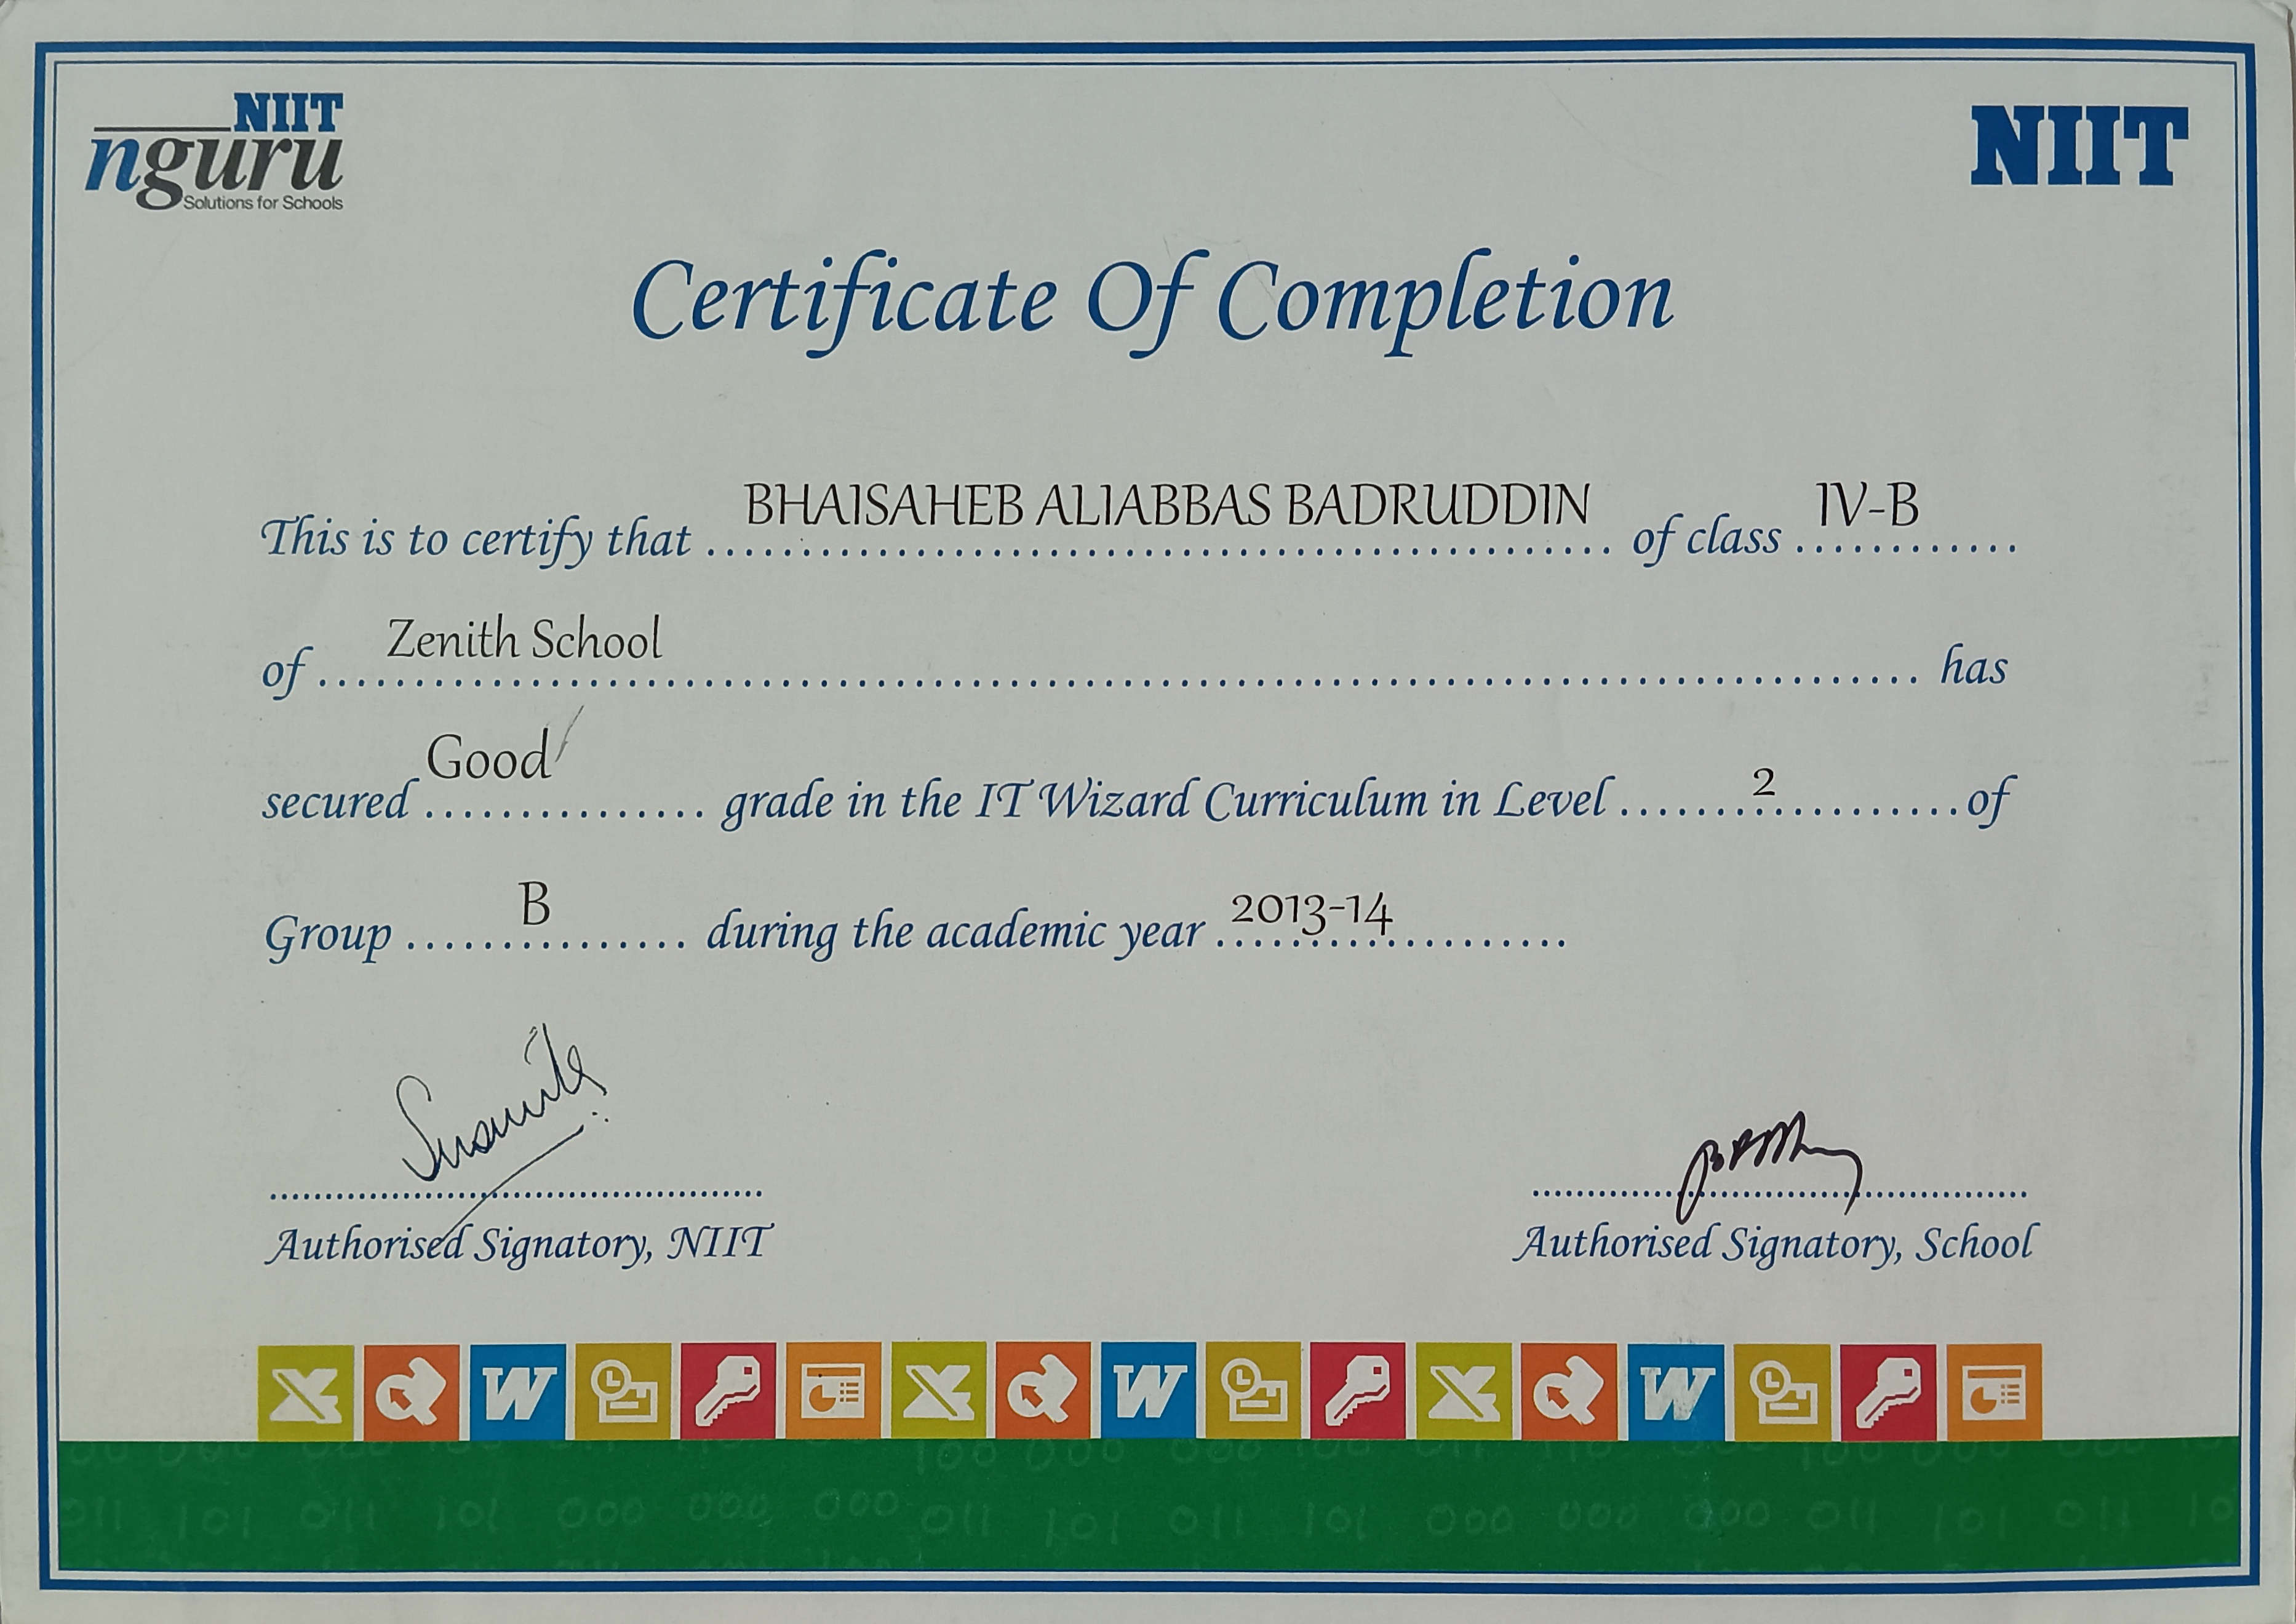 NIIT
nguru
Solutions for Schools
NIIT
Certificate Of Completion
This is to certify that BHAISAHEB ALIABBAS BADRUDDIN of class IV-B
of Zenith School has
secured Good grade in the IT Wizard Curriculum in Level 2 of
Group B during the academic year 2013-14
Authorised Signatory, NIIT
Authorised Signatory, School